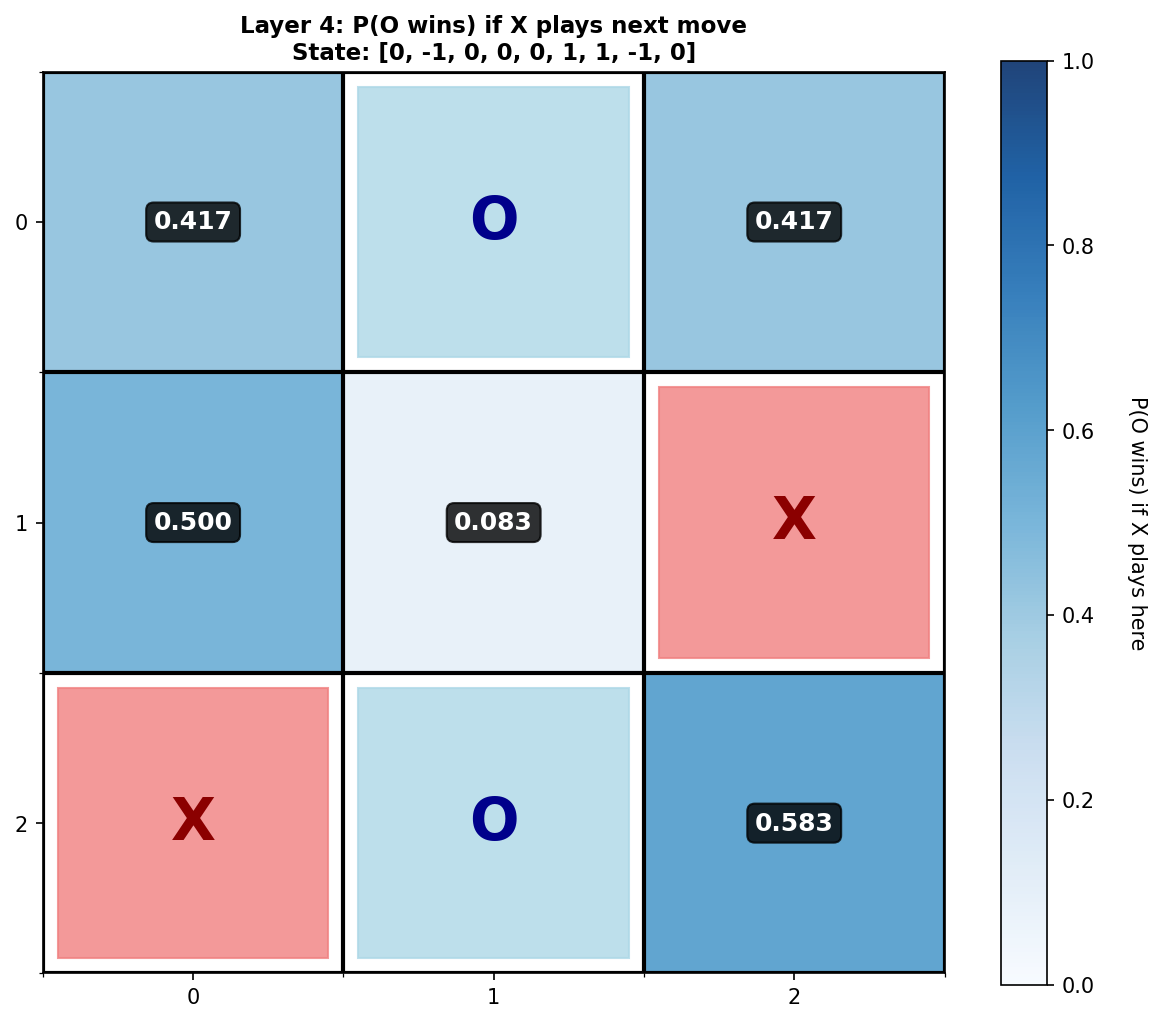 Layer 4: P(O wins) if X plays next move
State: [0, -1, 0, 0, 0, 1, 1, -1, 0]
0 0.417 O 0.417
1 0.500 0.083 X
2 X O 0.583
0 1 2
1.0
0.8
0.6
0.4
0.2
0.0
P(O wins) if X plays here